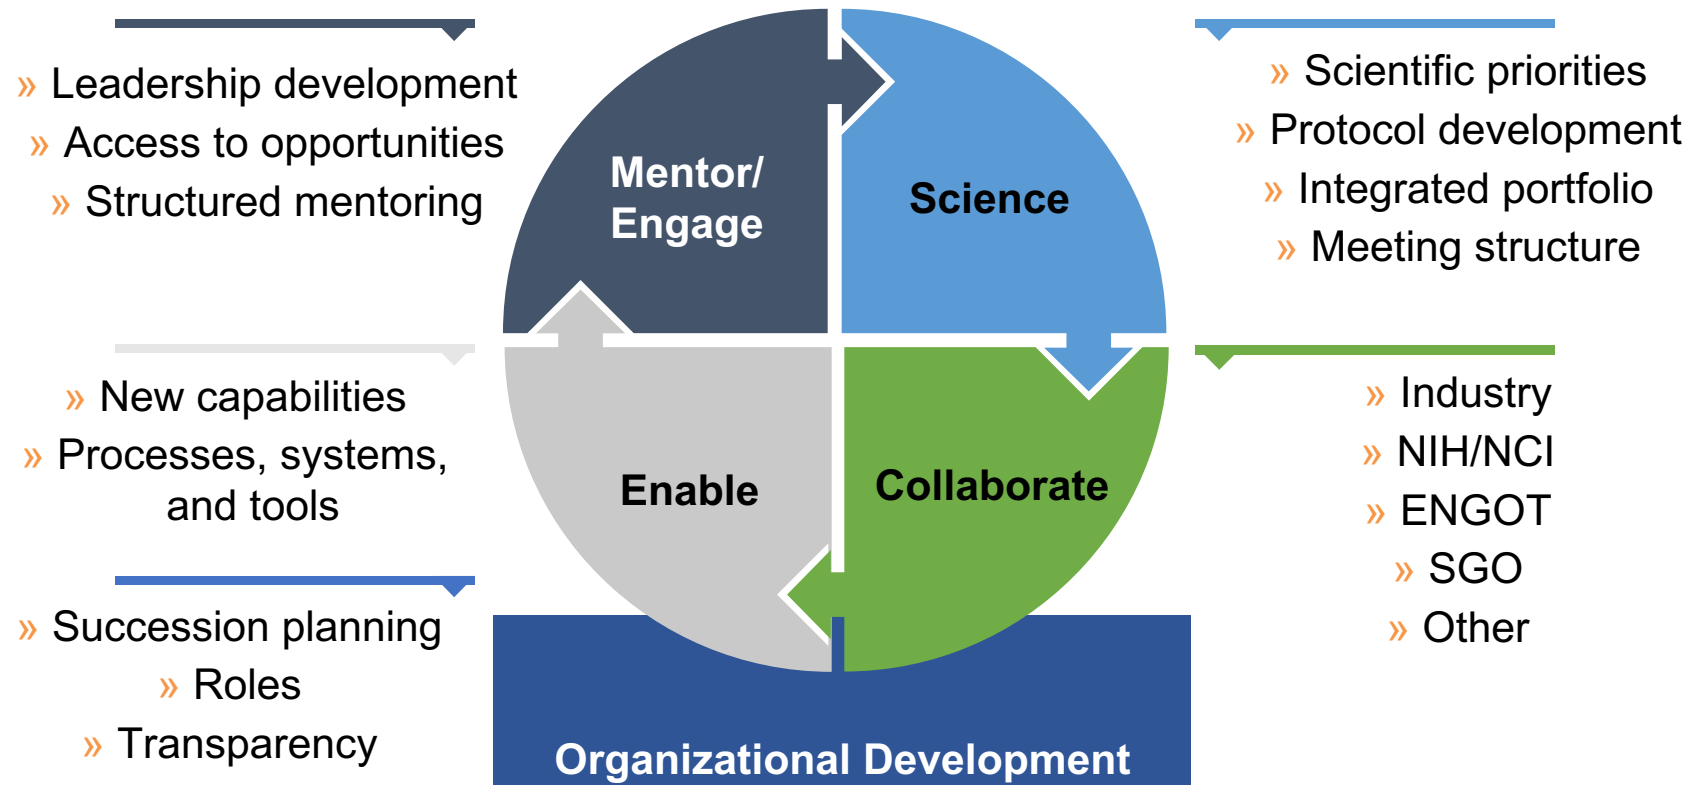 » Leadership development
» Access to opportunities
» Structured mentoring
Mentor/
Engage
Science
» Scientific priorities
» Protocol development
» Integrated portfolio
» Meeting structure
» New capabilities
» Processes, systems,
and tools
Enable
Collaborate
» Industry
» NIH/NCI
» ENGOT
» SGO
» Other
» Succession planning
» Roles
» Transparency
Organizational Development